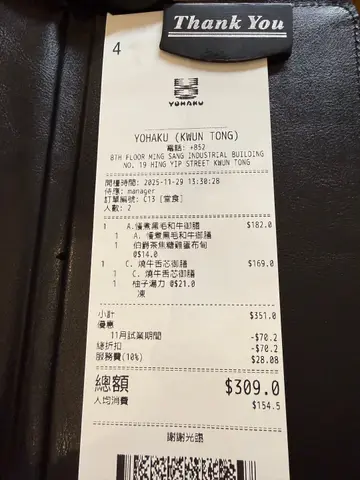 Thank You
4
YOHAKU
YOHAKU (KWUN TONG)
電話: +852
8TH FLOOR MING SANG INDUSTRIAL BUILDING
NO. 19 HING YIP STREET KWUN TONG
開檯時間: 2025-11-29 13:30:28
侍應: manager
訂單編號: C13 [堂食]
人數: 2
1 A.慢煮黑毛和牛御膳 $182.0
1 A. 慢煮黑毛和牛御膳
1 伯爵茶焦糖雞蛋布甸
@$14.0
1 C. 燒牛舌芯御膳 $169.0
1 C. 燒牛舌芯御膳
1 柚子湯力 @$21.0
凍
小計 $351.0
優惠
11月試業期間 -$70.2
總折扣 -$70.2
服務費(10%) $28.08
總額 $309.0
人均消費 $154.5
謝謝光臨